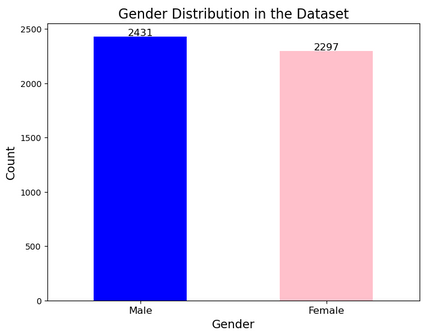 Gender Distribution in the Dataset
2500
2000
1500
1000
500
0
Count
2431
2297
Male Female
Gender